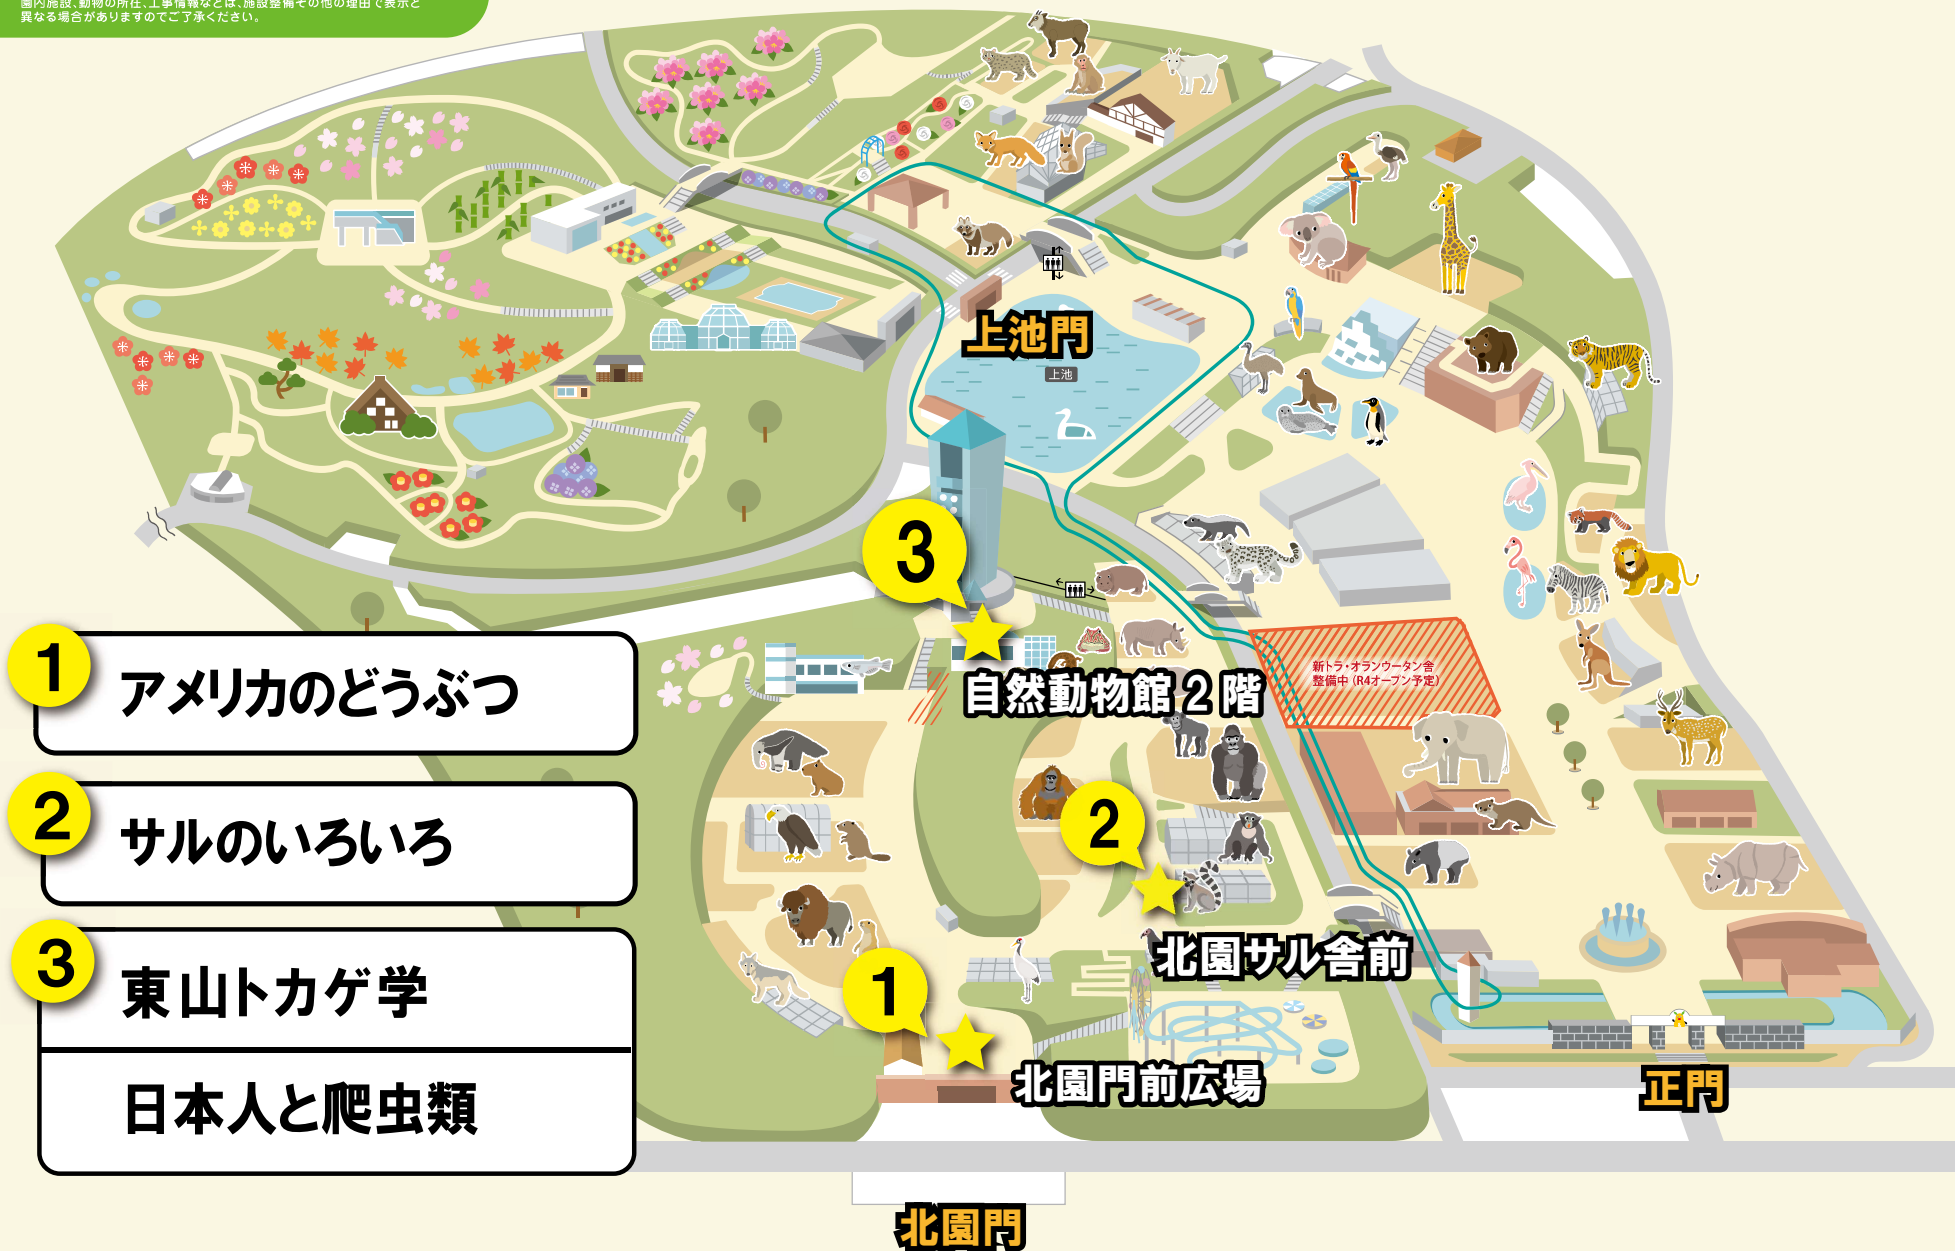 園内施設、動物の所在、工事情報などは、施設整備その他の理由で表示と
異なる場合がありますのでご了承ください。
上池門
上池
3
自然動物館２階
新トラ・オランウータン舎
整備中（R4オープン予定）
2
北園サル舎前
1
北園門前広場
正門
北園門
1
アメリカのどうぶつ
2
サルのいろいろ
3
東山トカゲ学
日本人と爬虫類